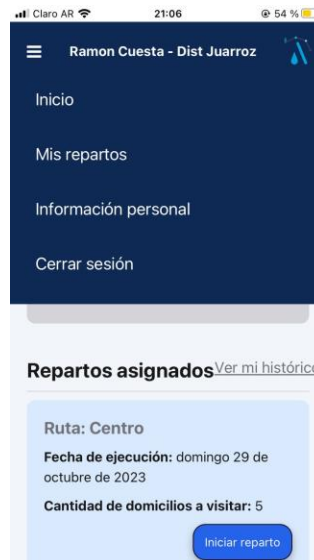 Claro AR 21:06 54 %
Ramon Cuesta - Dist Juarroz
Inicio
Mis repartos
Información personal
Cerrar sesión
Repartos asignados Ver mi históric
Ruta: Centro
Fecha de ejecución: domingo 29 de
octubre de 2023
Cantidad de domicilios a visitar: 5
Iniciar reparto